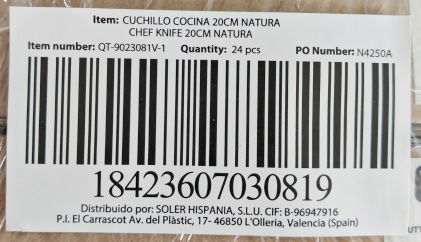 Item: CUCHILLO COCINA 20CM NATURA
CHEF KNIFE 20CM NATURA
Item number: QT-9023081V-1 Quantity: 24 pcs PO Number: N4250A
18423607030819
Distribuido por: SOLER HISPANIA, S.L.U. CIF: B-96947916
P.I. El Carrascot Av. del Plàstic, 17- 46850 L'Olleria, Valencia (Spain)